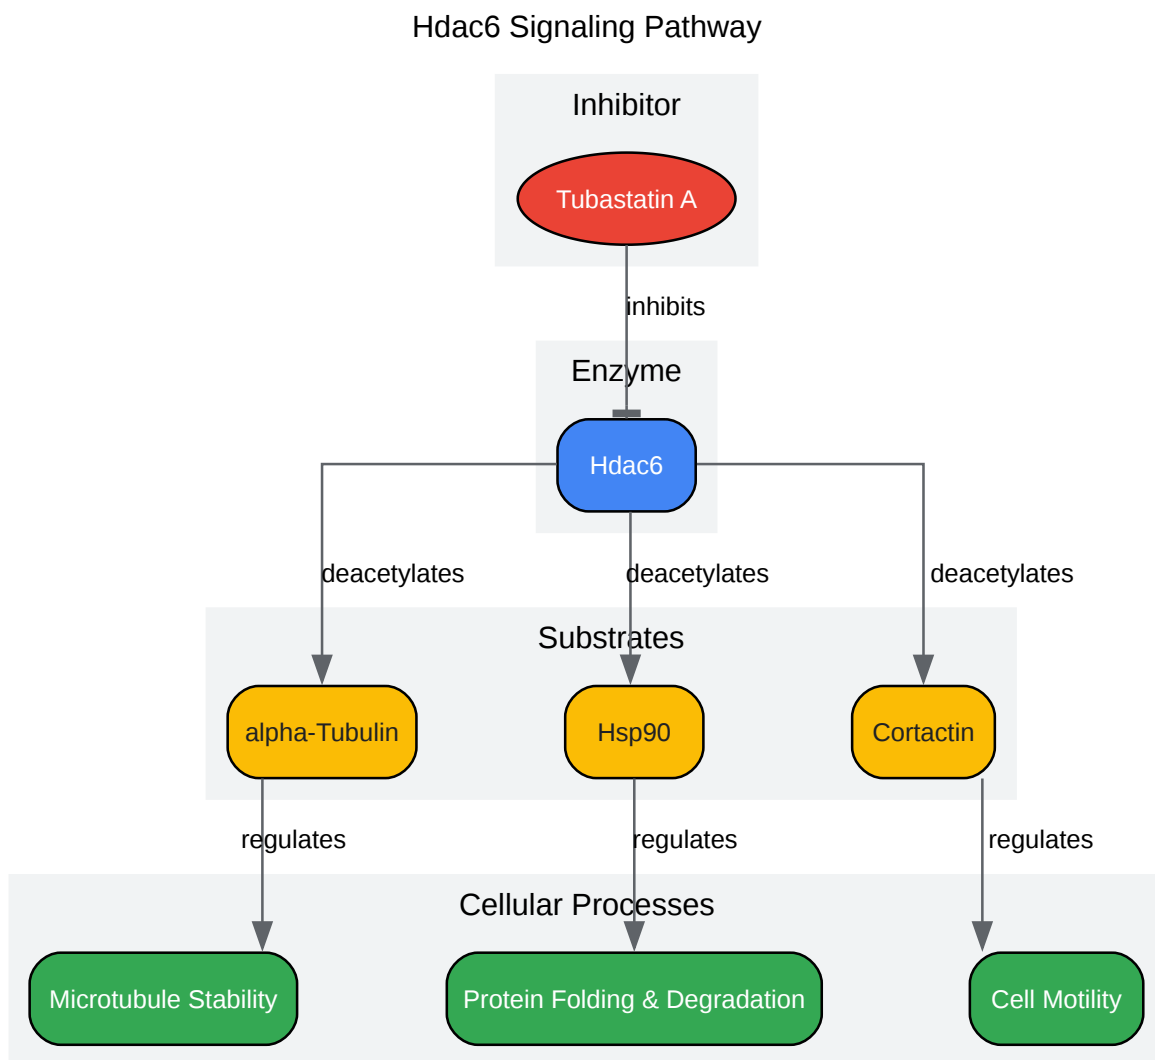 Hdac6 Signaling Pathway
Inhibitor
Tubastatin A
inhibits
Enzyme
Hdac6
deacetylates
deacetylates
deacetylates
Substrates
alpha-Tubulin
Hsp90
Cortactin
regulates
regulates
regulates
Cellular Processes
Microtubule Stability
Protein Folding & Degradation
Cell Motility